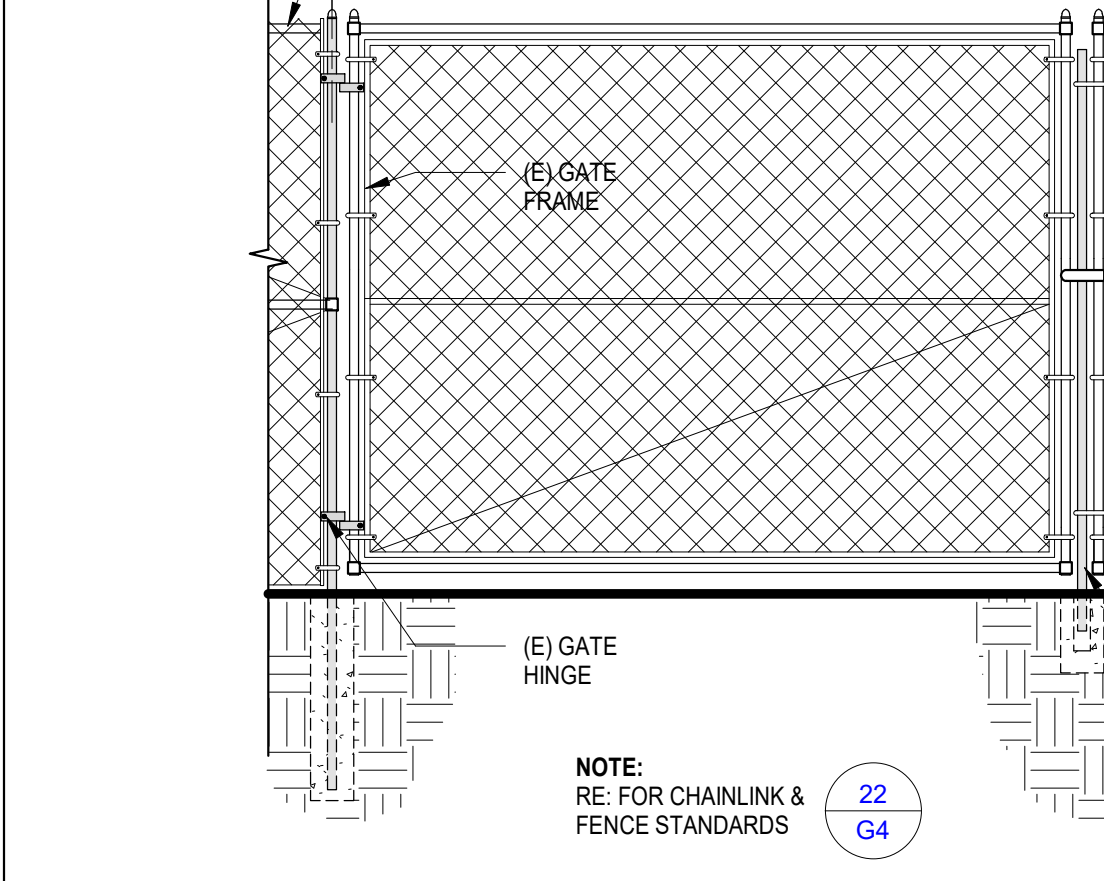 (E) GATE
FRAME
(E) GATE
HINGE
NOTE:
RE: FOR CHAINLINK &
FENCE STANDARDS
22
G4